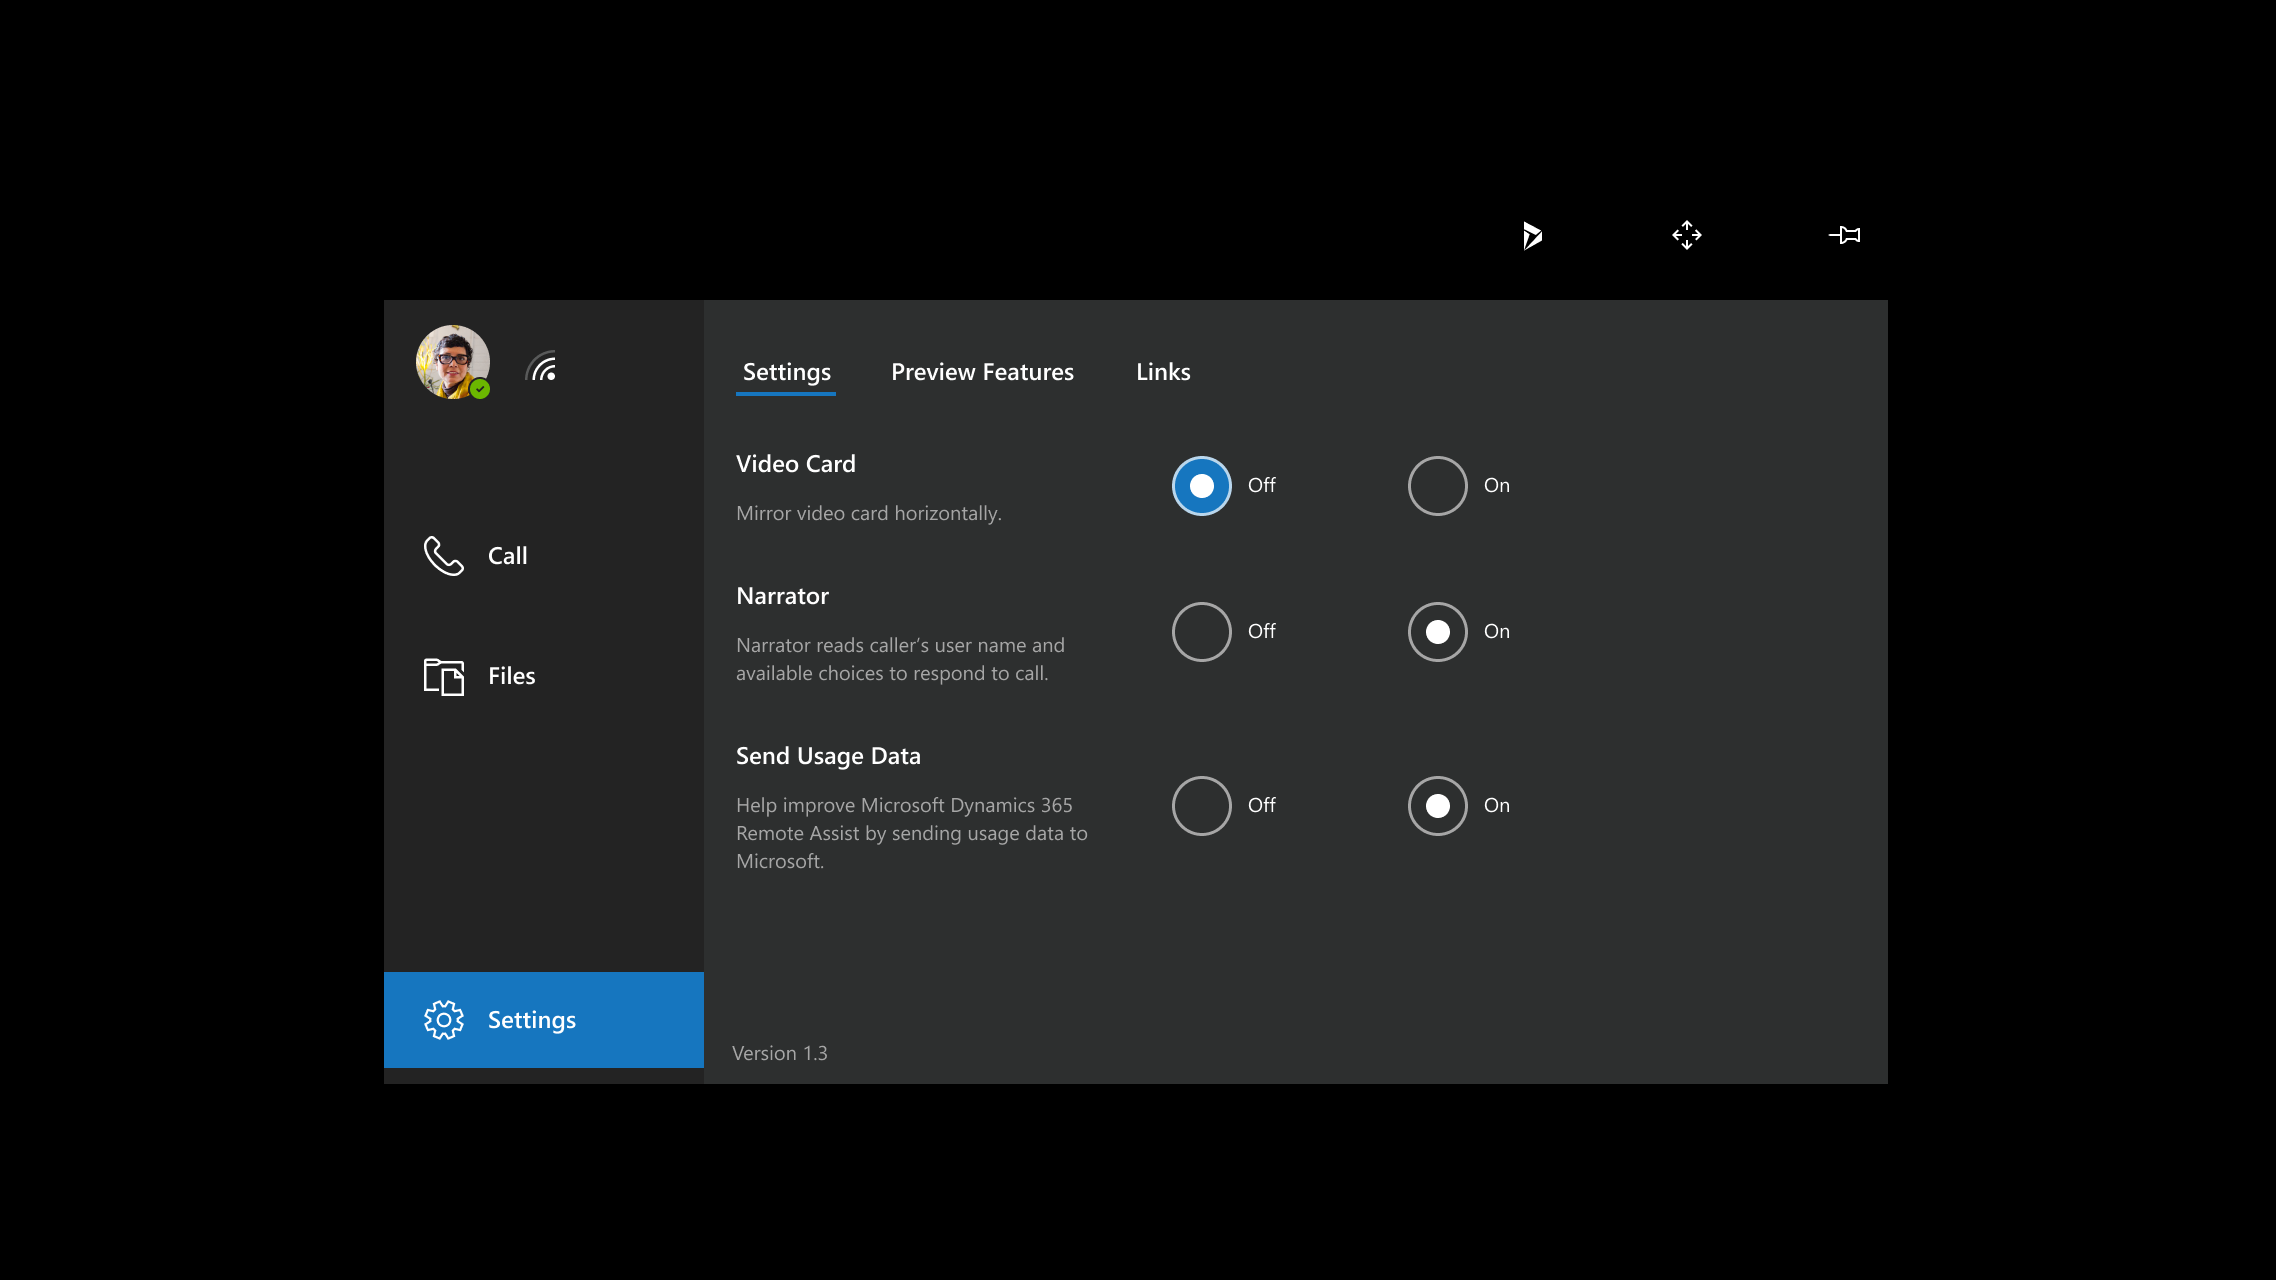 Settings Preview Features Links
Video Card
Off On
Mirror video card horizontally.
Call
Narrator
Off On
Narrator reads caller’s user name and
available choices to respond to call.
Files
Send Usage Data
Off On
Help improve Microsoft Dynamics 365
Remote Assist by sending usage data to
Microsoft.
Settings
Version 1.3